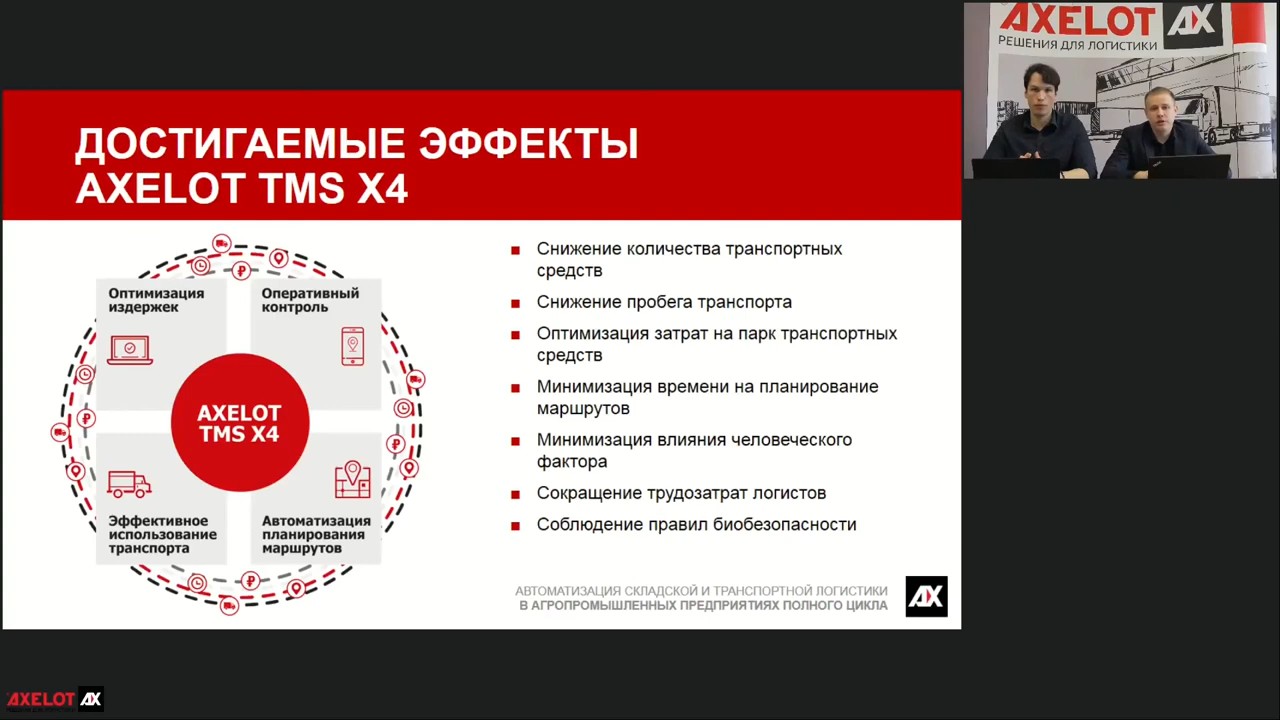 ДОСТИГАЕМЫЕ ЭФФЕКТЫ
AXELOT TMS X4
Оптимизация
издержек
Оперативный
контроль
AXELOT
TMS X4
Эффективное
использование
транспорта
Автоматизация
планирования
маршрутов
Снижение количества транспортных
средств
Снижение пробега транспорта
Оптимизация затрат на парк транспортных
средств
Минимизация времени на планирование
маршрутов
Минимизация влияния человеческого
фактора
Сокращение трудозатрат логистов
Соблюдение правил биобезопасности
АВТОМАТИЗАЦИЯ СКЛАДСКОЙ И ТРАНСПОРТНОЙ ЛОГИСТИКИ
В АГРОПРОМЫШЛЕННЫХ ПРЕДПРИЯТИЯХ ПОЛНОГО ЦИКЛА
AX
AXELOT AX
РЕШЕНИЯ ДЛЯ ЛОГИСТИКИ
AXELOT AX